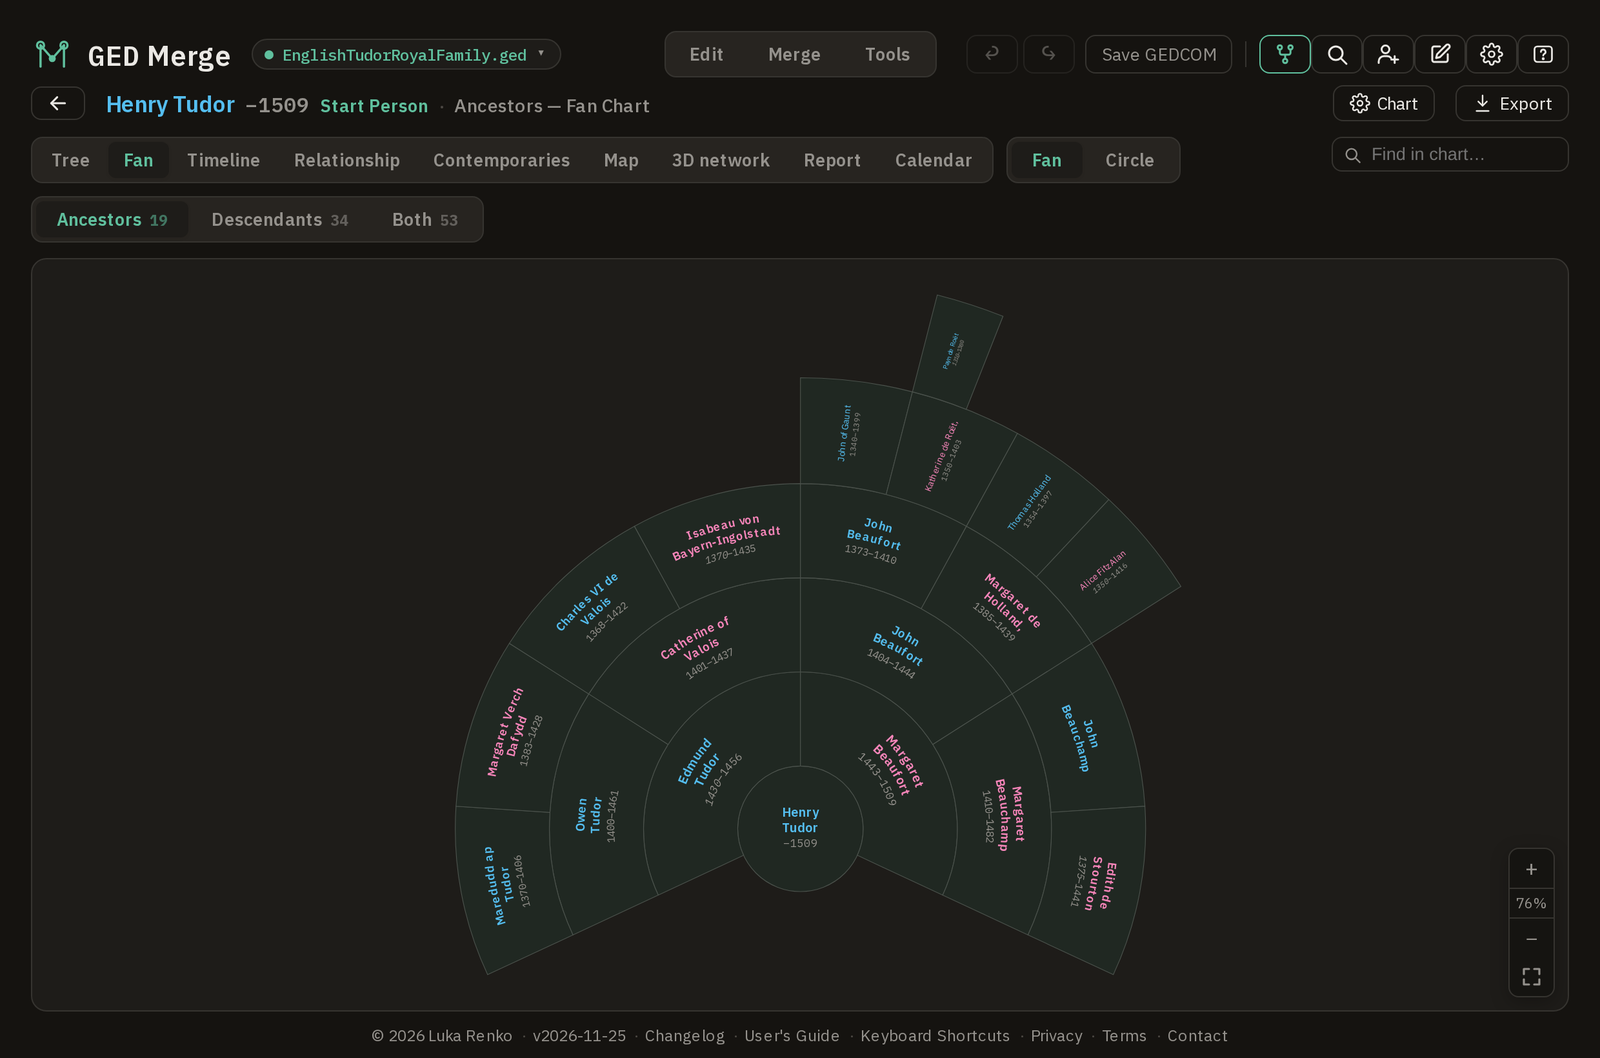 GED Merge
EnglishTudorRoyalFamily.ged
Edit Merge Tools
Save GEDCOM
Henry Tudor –1509 Start Person · Ancestors — Fan Chart
Chart
Export
Tree Fan Timeline Relationship Contemporaries Map 3D network Report Calendar
Fan Circle
Find in chart…
Ancestors 19 Descendants 34 Both 53
Payn de Roët
John of Gaunt
1340–1399
Katherine de Roët,
1350–1403
Thomas Holland
1354–1397
Alice FitzAlan
1350–1416
Isabeau von
Bayern-Ingolstadt
1370–1435
John
Beaufort
1373–1410
Charles VI de
Valois
1368–1422
Margaret de
Holland,
1385–1439
Catherine of
Valois
1401–1437
John
Beaufort
1404–1444
Margaret Verch
Dafydd
1383–1428
John
Beauchamp
Edmund
Tudor
1430–1456
Margaret
Beaufort
1443–1509
Owen
Tudor
1400–1461
Margaret
Beauchamp
1410–1482
Henry
Tudor
–1509
Maredudd ap
Tudor
1370–1406
Edith de
Stourton
1375–1441
+
76%
−
© 2026 Luka Renko · v2026-11-25 · Changelog · User's Guide · Keyboard Shortcuts · Privacy · Terms · Contact